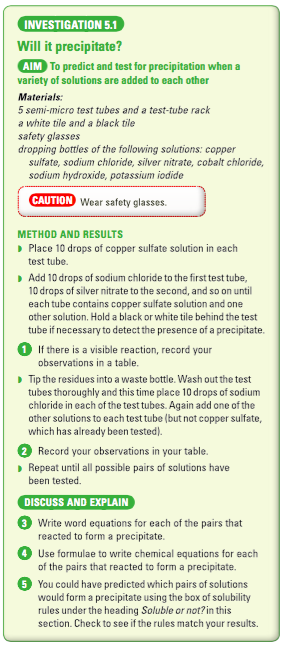 INVESTIGATION 5.1
Will it precipitate?
AIM To predict and test for precipitation when a
variety of solutions are added to each other
Materials:
5 semi-micro test tubes and a test-tube rack
a white tile and a black tile
safety glasses
dropping bottles of the following solutions: copper
sulfate, sodium chloride, silver nitrate, cobalt chloride,
sodium hydroxide, potassium iodide
CAUTION Wear safety glasses.
METHOD AND RESULTS
Place 10 drops of copper sulfate solution in each
test tube.
Add 10 drops of sodium chloride to the first test tube,
10 drops of silver nitrate to the second, and so on until
each tube contains copper sulfate solution and one
other solution. Hold a black or white tile behind the test
tube if necessary to detect the presence of a precipitate.
1 If there is a visible reaction, record your
observations in a table.
Tip the residues into a waste bottle. Wash out the test
tubes thoroughly and this time place 10 drops of sodium
chloride in each of the test tubes. Again add one of the
other solutions to each test tube (but not copper sulfate,
which has already been tested).
2 Record your observations in your table.
Repeat until all possible pairs of solutions have
been tested.
DISCUSS AND EXPLAIN
3 Write word equations for each of the pairs that
reacted to form a precipitate.
4 Use formulae to write chemical equations for each
of the pairs that reacted to form a precipitate.
5 You could have predicted which pairs of solutions
would form a precipitate using the box of solubility
rules under the heading Soluble or not? in this
section. Check to see if the rules match your results.